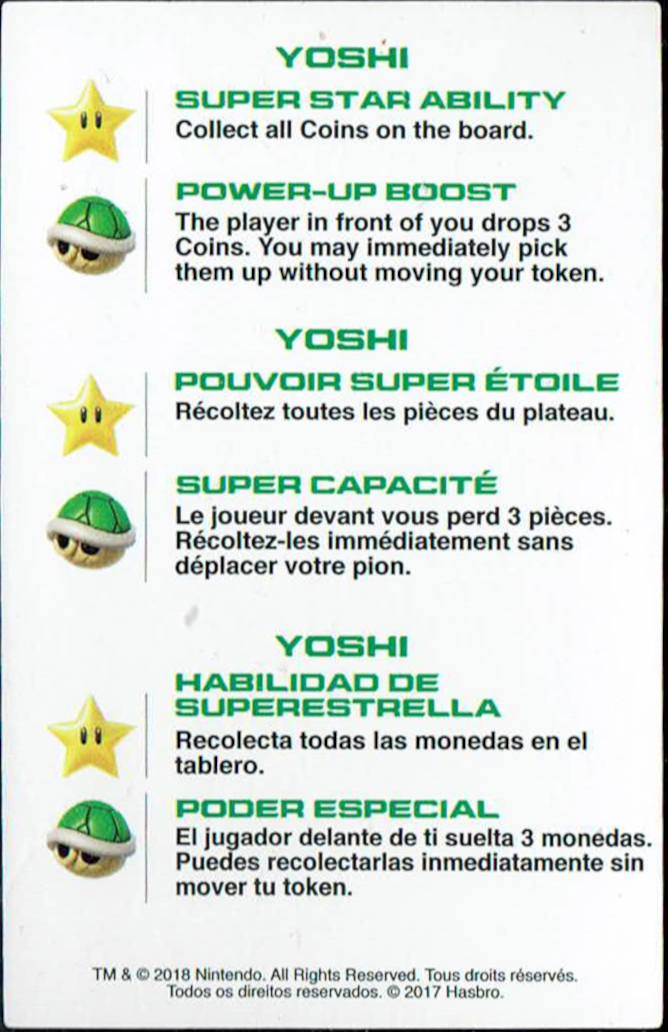 YOSHI
SUPER STAR ABILITY
Collect all Coins on the board.
POWER-UP BOOST
The player in front of you drops 3
Coins. You may immediately pick
them up without moving your token.
YOSHI
POUVOIR SUPER ÉTOILE
Récoltez toutes les pièces du plateau.
SUPER CAPACITÉ
Le joueur devant vous perd 3 pièces.
Récoltez-les immédiatement sans
déplacer votre pion.
YOSHI
HABILIDAD DE
SUPERESTRELLA
Recolecta todas las monedas en el
tablero.
PODER ESPECIAL
El jugador delante de ti suelta 3 monedas.
Puedes recolectarlas inmediatamente sin
mover tu token.
TM & © 2018 Nintendo. All Rights Reserved. Tous droits réservés.
Todos os direitos reservados. © 2017 Hasbro.